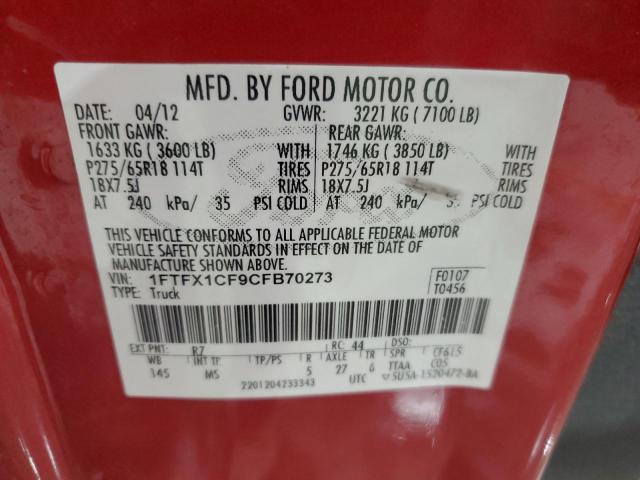 MFD. BY FORD MOTOR CO.
DATE: 04/12 GVWR: 3221 KG ( 7100 LB)
FRONT GAWR: REAR GAWR:
1633 KG ( 3600 LB) WITH 1746 KG ( 3850 LB) WITH
P275/65R18 114T TIRES P275/65R18 114T TIRES
18X7.5J RIMS 18X7.5J RIMS
AT 240 kPa/ 35 PSI COLD AT 240 kPa/ PSI COLD
Ford
THIS VEHICLE CONFORMS TO ALL APPLICABLE FEDERAL MOTOR
VEHICLE SAFETY STANDARDS IN EFFECT ON THE DATE OF
MANUFACTURE SHOWN ABOVE.
VIN: 1FTFX1CF9CFB70273 F0107
TYPE: Truck T0456
EXT PNT: R7 RC: 44 DSO:
WB INT TR TP/PS R AXLE TR SPR CF615
145 MS 5 27 6 TTAA C05
2201204233343 UTC 5U5A-1520472-BA